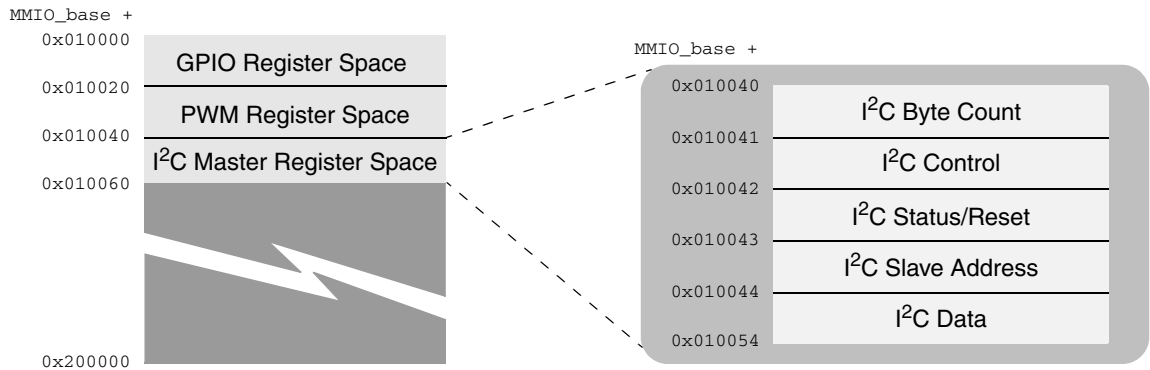 MMIO_base +
0x010000
GPIO Register Space
0x010020
PWM Register Space
0x010040
I²C Master Register Space
0x010060
0x200000
MMIO_base +
0x010040
I²C Byte Count
0x010041
I²C Control
0x010042
I²C Status/Reset
0x010043
I²C Slave Address
0x010044
I²C Data
0x010054